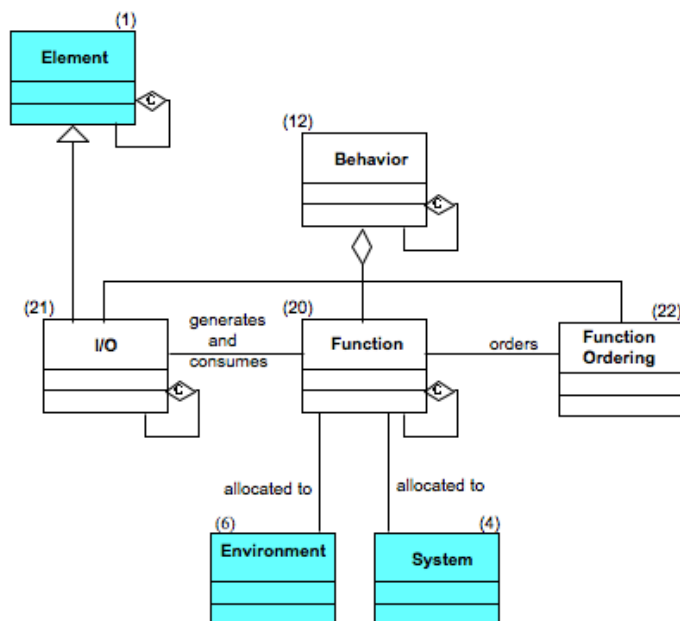 (1)
Element
C
(12)
Behavior
C
(21)
I/O
C
generates
and
consumes
(20)
Function
C
orders
(22)
Function
Ordering
allocated to
allocated to
(6)
Environment
(4)
System